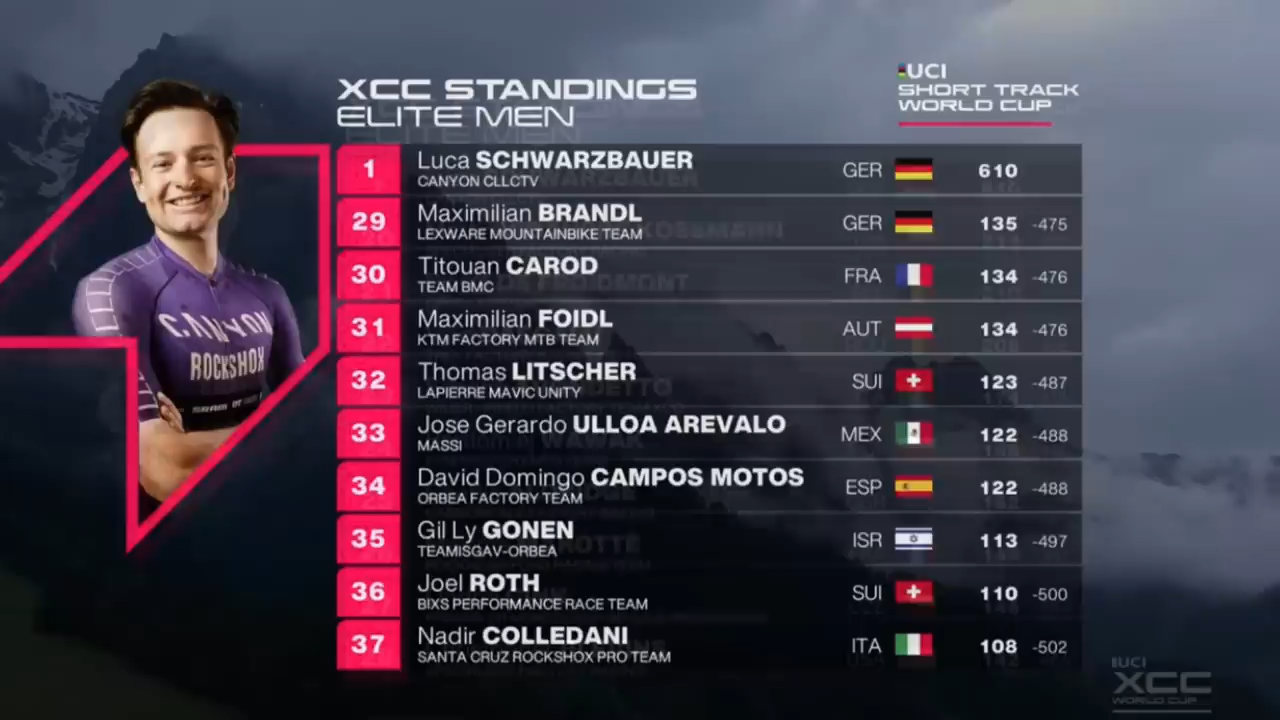 XCC STANDINGS
ELITE MEN
UCI
SHORT TRACK
WORLD CUP
1 Luca SCHWARZBAUER GER 610
CANYON CLLCTV
29 Maximilian BRANDL GER 135 -475
LEXWARE MOUNTAINBIKE TEAM
30 Titouan CAROD FRA 134 -476
TEAM BMC
31 Maximilian FOIDL AUT 134 -476
KTM FACTORY MTB TEAM
32 Thomas LITSCHER SUI 123 -487
LAPIERRE MAVIC UNITY
33 Jose Gerardo ULLOA AREVALO MEX 122 -488
MASSI
34 David Domingo CAMPOS MOTOS ESP 122 -488
ORBEA FACTORY TEAM
35 Gil Ly GONEN ISR 113 -497
TEAMISGAV-ORBEA
36 Joel ROTH SUI 110 -500
BIXS PERFORMANCE RACE TEAM
37 Nadir COLLEDANI ITA 108 -502
SANTA CRUZ ROCKSHOX PRO TEAM
CANYON
ROCKSHOX
SRAM
UCI
XCC
WORLD CUP